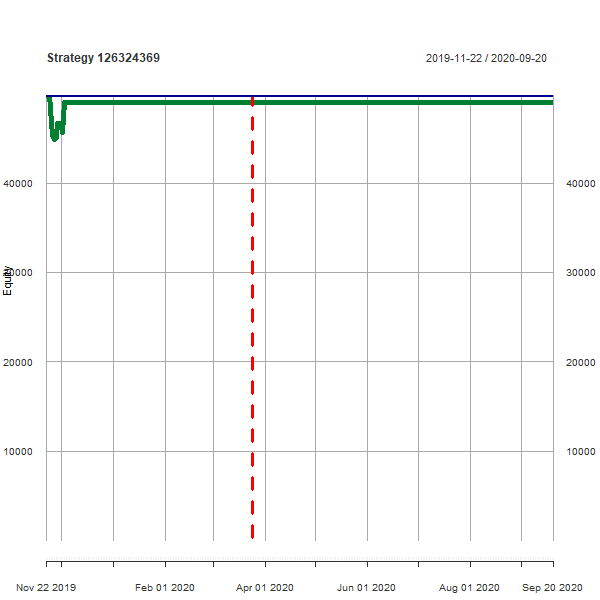 Strategy 126324369
2019-11-22 / 2020-09-20
40000
40000
Equity
30000
30000
20000
20000
10000
10000
Nov 22 2019
Feb 01 2020
Apr 01 2020
Jun 01 2020
Aug 01 2020
Sep 20 2020